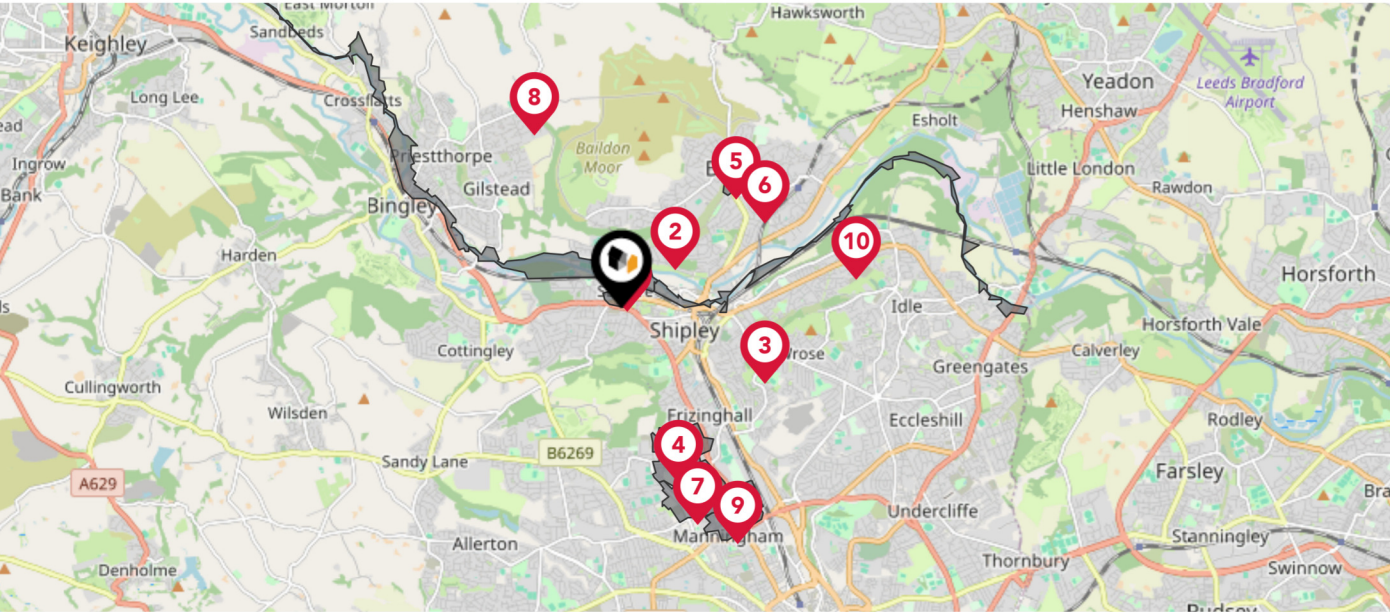 East Morton
Hawksworth
Sandbeds
Keighley
Yeadon
Leeds Bradford
Airport
Long Lee
8
Crossflatts
Henshaw
Esholt
Ingrow
Bank
Priestthorpe
Baildon
Moor
5
Little London
Gilstead
6
Rawdon
Bingley
2
10
Harden
Horsforth
Idle
Shipley
Horsforth Vale
Cottingley
3
Wrose
Calverley
Greengates
Cullingworth
Wilsden
Frizinghall
Eccleshill
Rodley
4
B6269
Sandy Lane
A629
Farsley
7
9
Undercliffe
Manningham
Stanningley
Allerton
Thornbury
Denholme
Swinnow
Pudsey